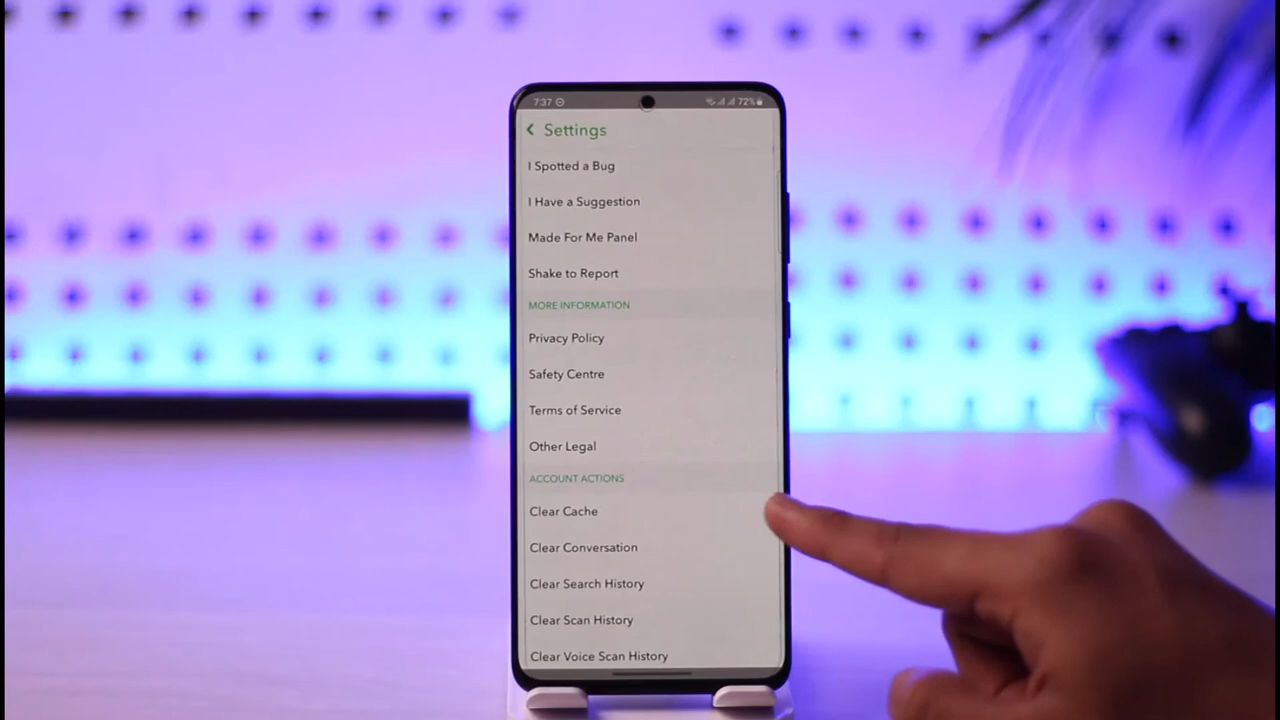 7:37 72%
Settings
I Spotted a Bug
I Have a Suggestion
Made For Me Panel
Shake to Report
MORE INFORMATION
Privacy Policy
Safety Centre
Terms of Service
Other Legal
ACCOUNT ACTIONS
Clear Cache
Clear Conversation
Clear Search History
Clear Scan History
Clear Voice Scan History